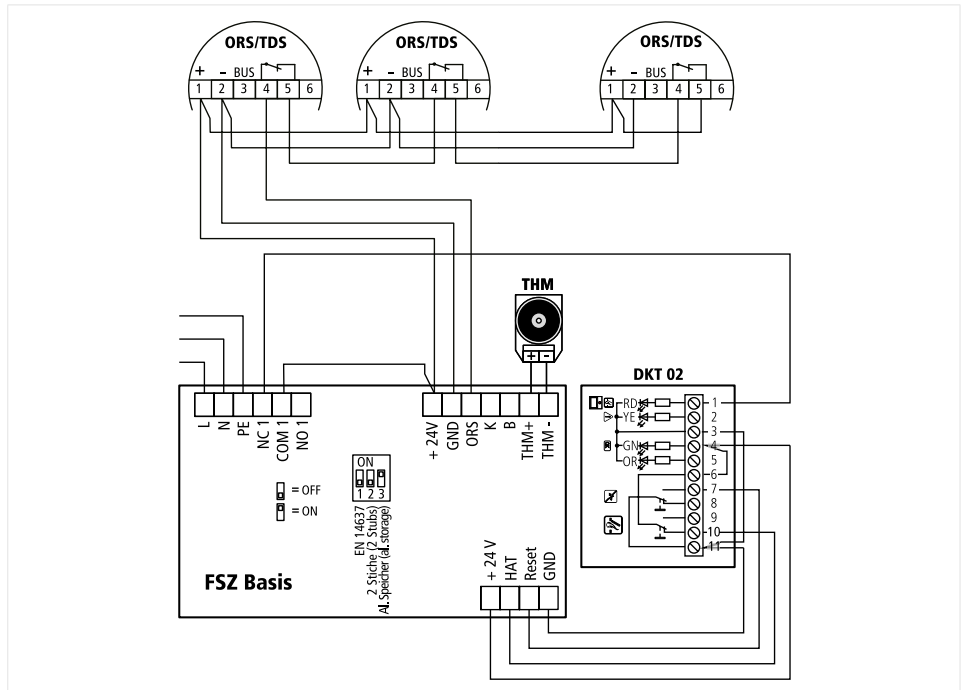 ORS/TDS
+ - BUS
1 2 3 4 5 6
ORS/TDS
+ - BUS
1 2 3 4 5 6
ORS/TDS
+ - BUS
1 2 3 4 5 6
THM
+ -
DKT 02
RD
YE
GN
OR
1
2
3
4
5
6
7
8
9
10
11
L
N
PE
NC 1
COM 1
NO 1
+ 24V
GND
ORS
K
B
THM+
THM -
ON
1 2 3
= OFF
= ON
EN 14637
2 Stiche (2 Stubs)
Al. Speicher (al. storage)
FSZ Basis
+ 24 V
HAT
Reset
GND